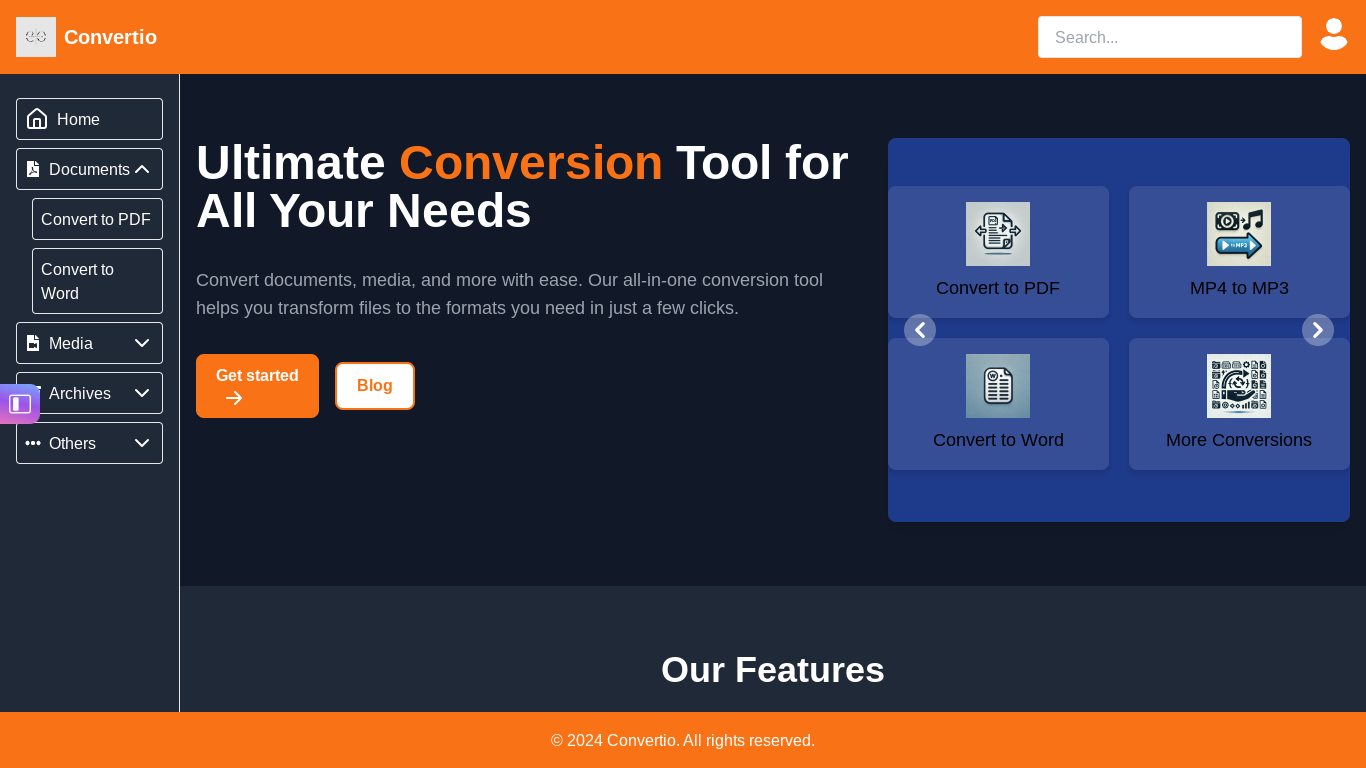 Convertio
Search...
Home
Documents
Convert to PDF
Convert to
Word
Media
Archives
Others
Ultimate Conversion Tool for
All Your Needs
Convert documents, media, and more with ease. Our all-in-one conversion tool
helps you transform files to the formats you need in just a few clicks.
Get started
Blog
Convert to PDF
to MP3
MP4 to MP3
Convert to Word
More Conversions
Our Features
© 2024 Convertio. All rights reserved.